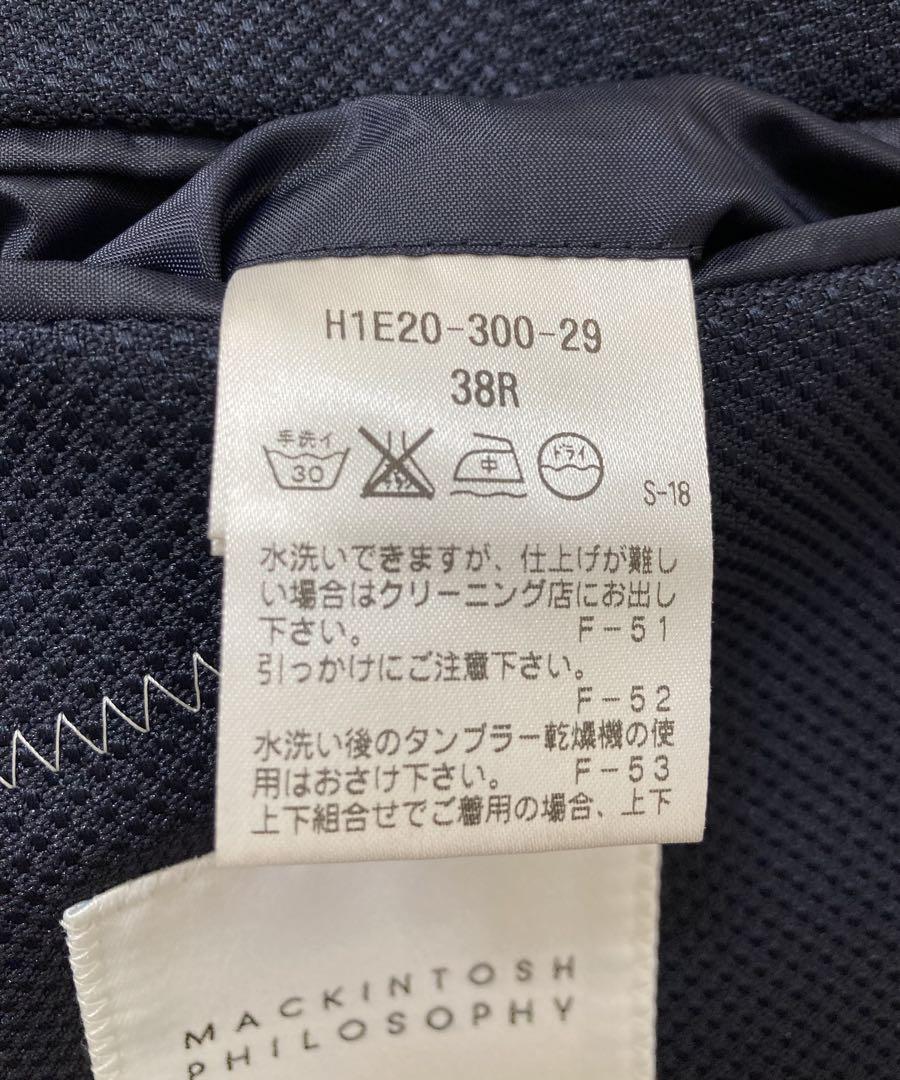 H1E20-300-29
38R
手洗イ 30 中 ドライ
S-18
水洗いできますが、仕上げが難し
い場合はクリーニング店にお出し
下さい。 F-51
引っかけにご注意下さい。
F-52
水洗い後のタンブラー乾燥機の使
用はおさけ下さい。 F-53
上下組合せでご着用の場合、上下
MACKINTOSH
PHILOSOPHY